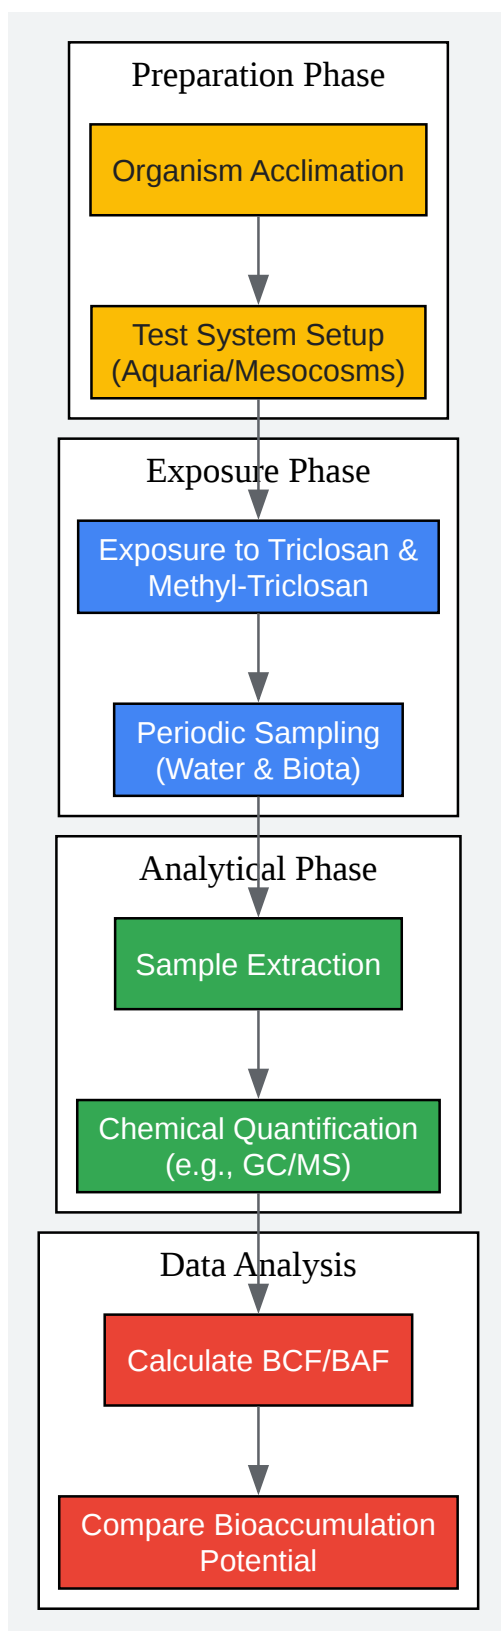 Preparation Phase
Organism Acclimation
Test System Setup
(Aquaria/Mesocosms)
Exposure Phase
Exposure to Triclosan &
Methyl-Triclosan
Periodic Sampling
(Water & Biota)
Analytical Phase
Sample Extraction
Chemical Quantification
(e.g., GC/MS)
Data Analysis
Calculate BCF/BAF
Compare Bioaccumulation
Potential